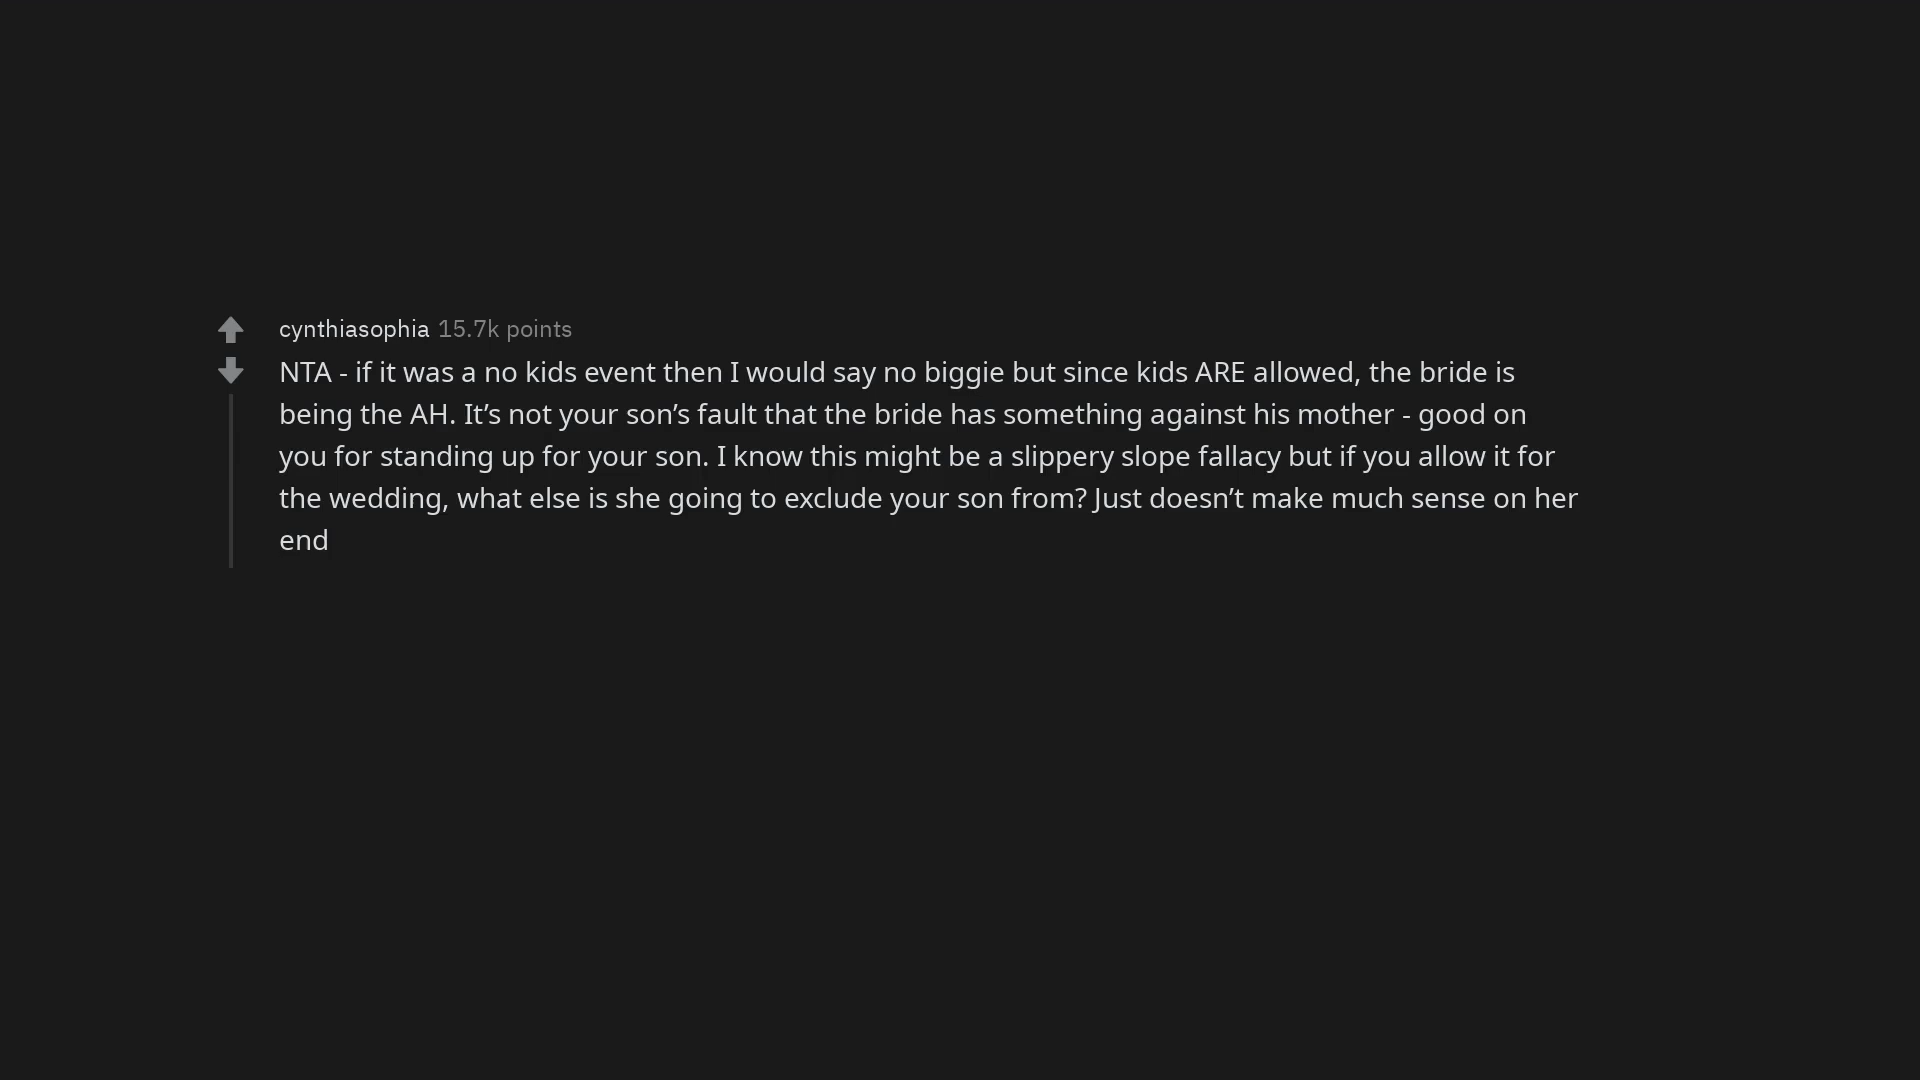 cynthiasophia 15.7k points
NTA - if it was a no kids event then I would say no biggie but since kids ARE allowed, the bride is
being the AH. It’s not your son’s fault that the bride has something against his mother - good on
you for standing up for your son. I know this might be a slippery slope fallacy but if you allow it for
the wedding, what else is she going to exclude your son from? Just doesn’t make much sense on her
end